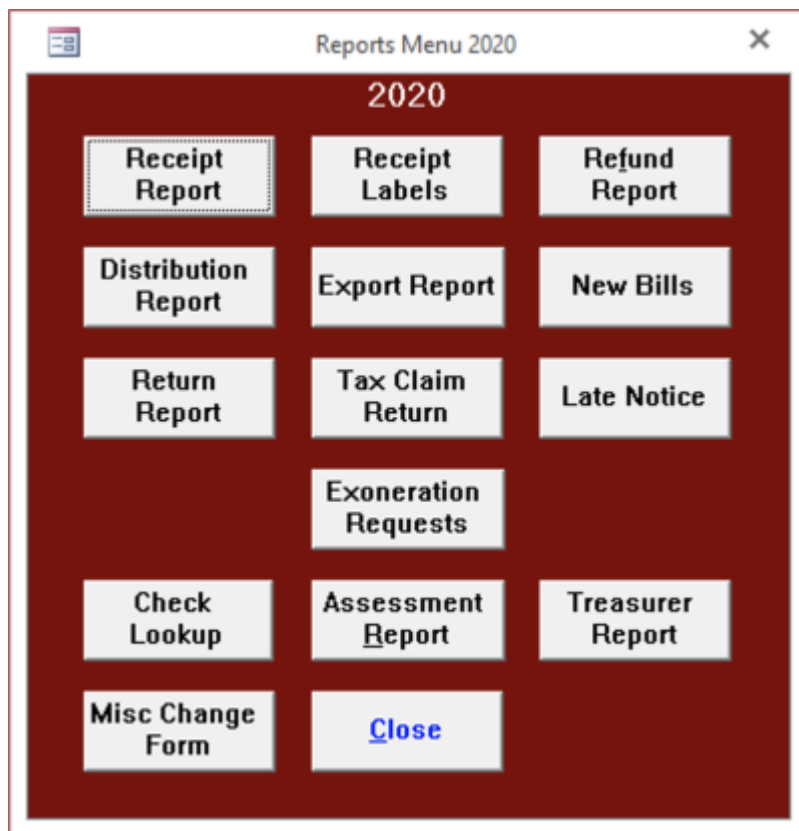 Reports Menu 2020
2020
Receipt
Report
Receipt
Labels
Refund
Report
Distribution
Report
Export Report
New Bills
Return
Report
Tax Claim
Return
Late Notice
Exoneration
Requests
Check
Lookup
Assessment
Report
Treasurer
Report
Misc Change
Form
Close